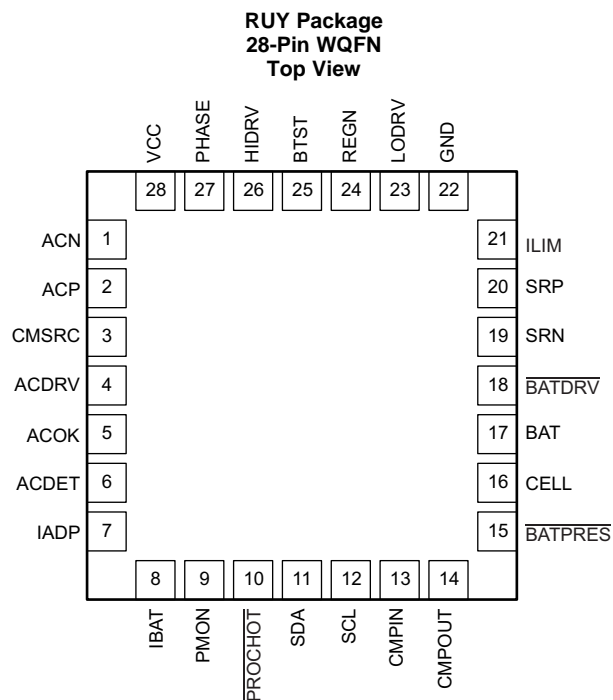 RUY Package
28-Pin WQFN
Top View
VCC
PHASE
HIDRV
BTST
REGN
LODRV
GND
28
27
26
25
24
23
22
ACN 1
ACP 2
CMSRC 3
ACDRV 4
ACOK 5
ACDET 6
IADP 7
21 ILIM
20 SRP
19 SRN
18 BATDRV
17 BAT
16 CELL
15 BATPRES
8
9
10
11
12
13
14
IBAT
PMON
PROCHOT
SDA
SCL
CMPIN
CMPOUT